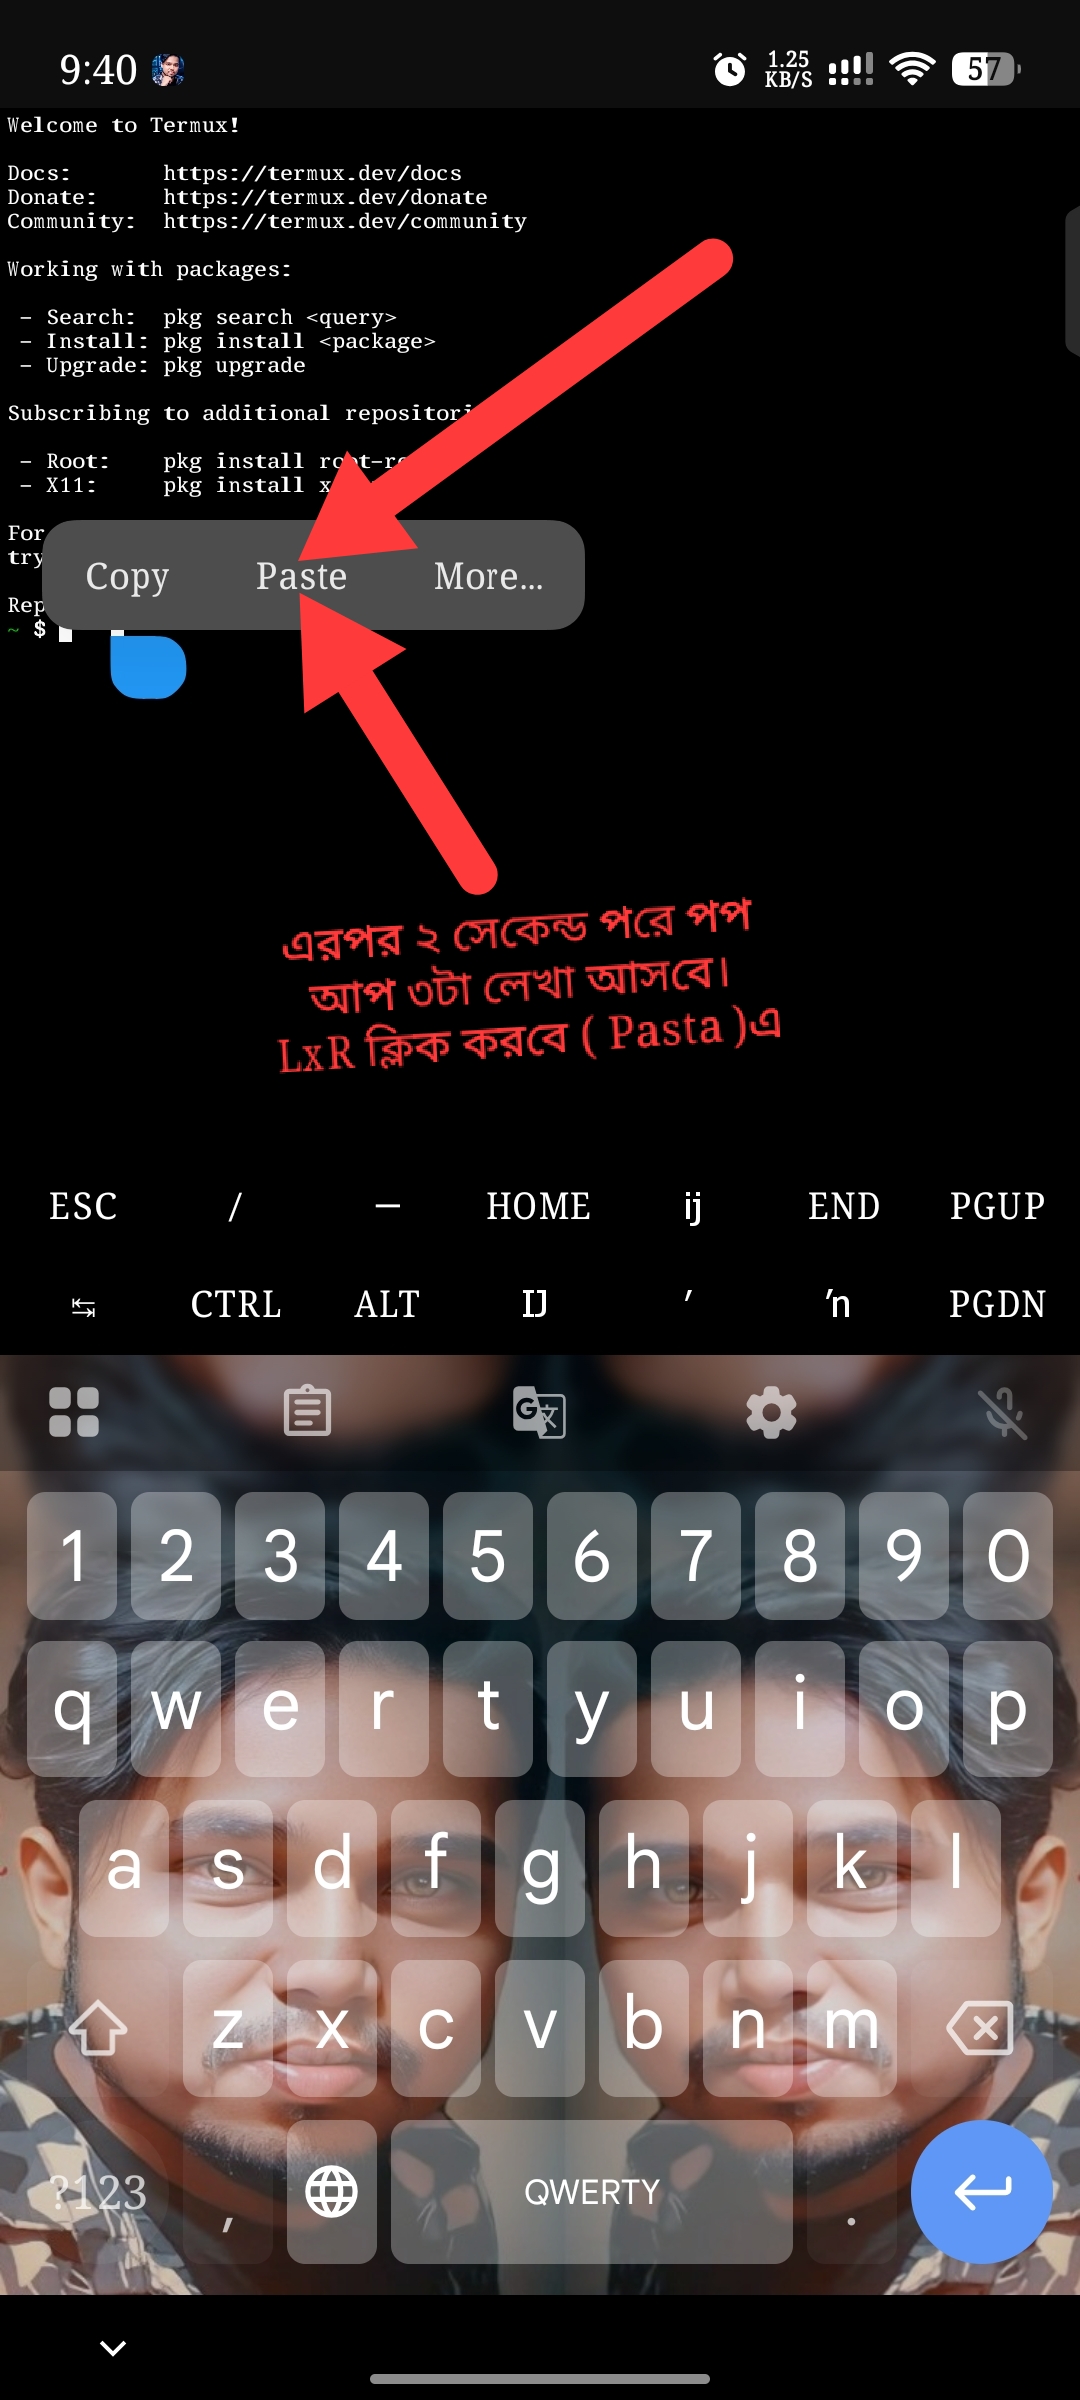 9:40
1.25
KB/S
57
Welcome to Termux!
Docs: https://termux.dev/docs
Donate: https://termux.dev/donate
Community: https://termux.dev/community
Working with packages:
- Search: pkg search <query>
- Install: pkg install <package>
- Upgrade: pkg upgrade
Subscribing to additional
- Root: pkg install
- X11: pkg install
For
try
Copy Paste More...
~ $
এরপর ২ সেকেন্ড পরে পপ
আপ ৩টা লেখা আসবে।
LxR ক্লিক করবে ( Pasta )এ
ESC / — HOME ĳ END PGUP
↹ CTRL ALT Ĳ ʼ ŉ PGDN
1 2 3 4 5 6 7 8 9 0
q w e r t y u i o p
a s d f g h j k l
z x c v b n m
?123 , QWERTY .